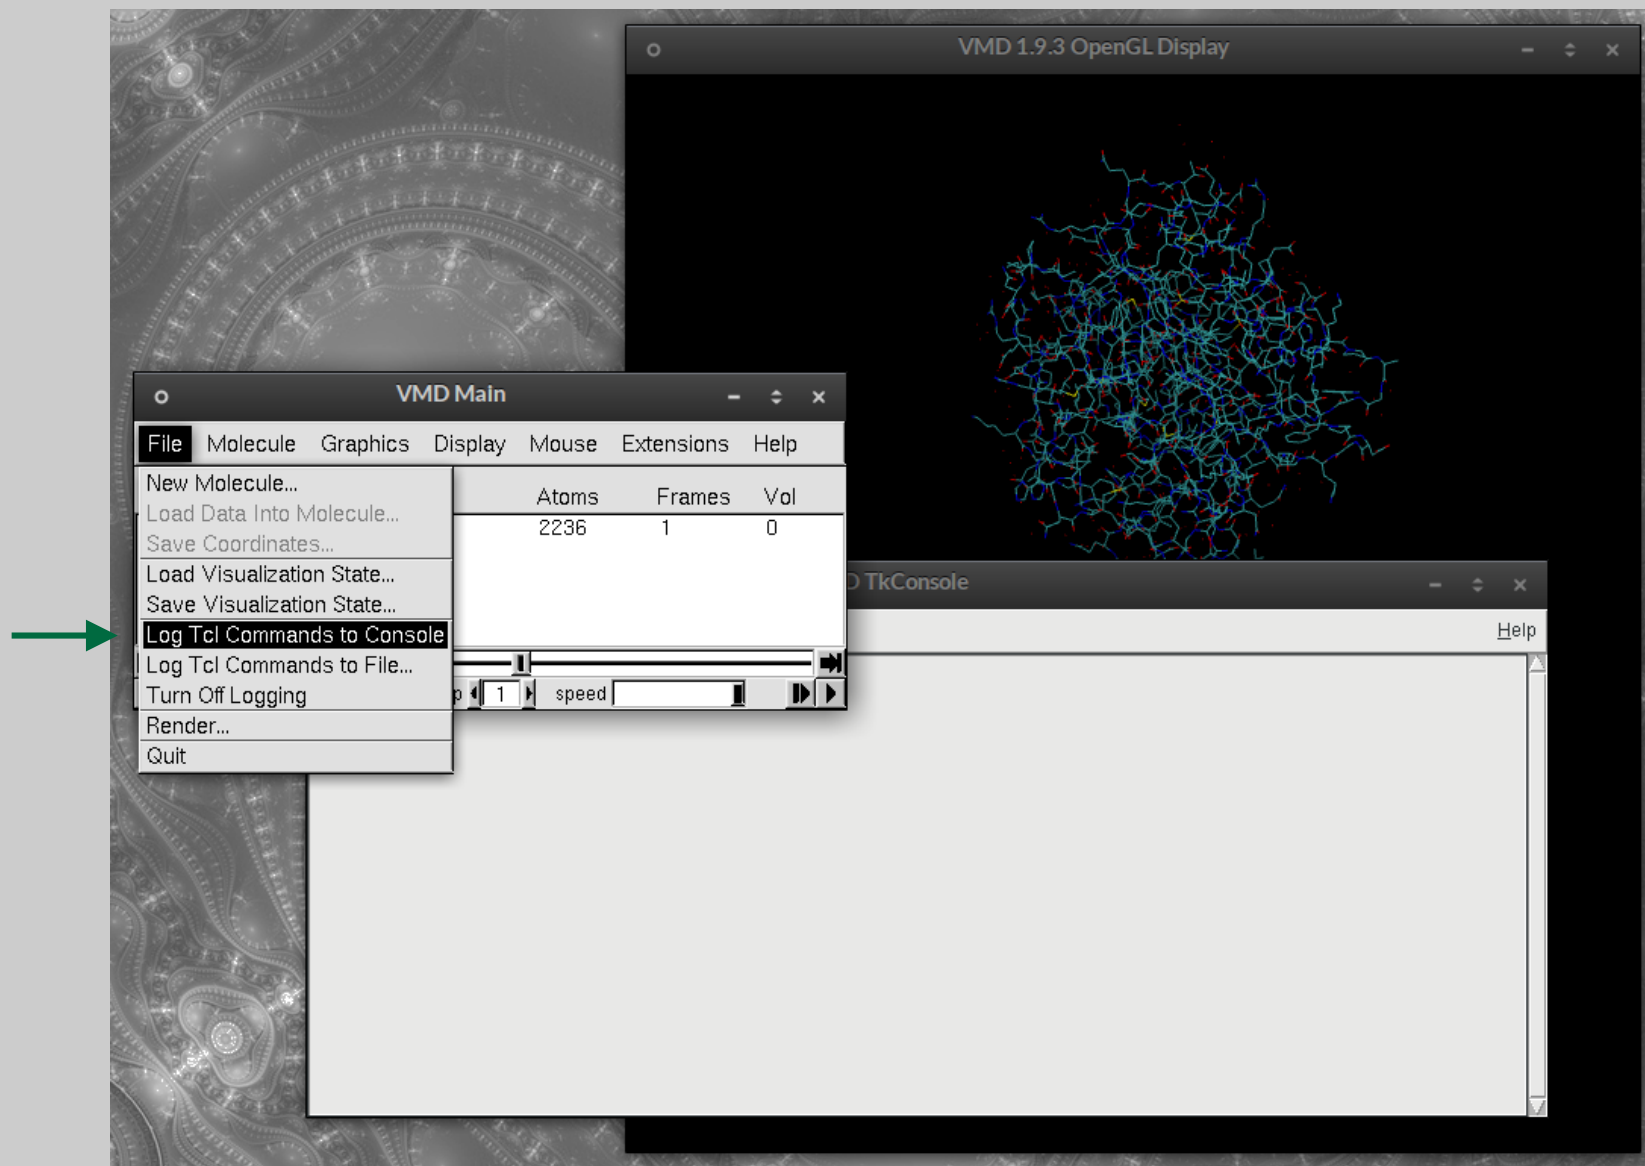 VMD 1.9.3 OpenGL Display
VMD Main
File Molecule Graphics Display Mouse Extensions Help
New Molecule...
Load Data Into Molecule...
Save Coordinates...
Load Visualization State...
Save Visualization State...
Log Tcl Commands to Console
Log Tcl Commands to File...
Turn Off Logging
Render...
Quit
Atoms Frames Vol
2236 1 0
p 1 speed
TkConsole
Help